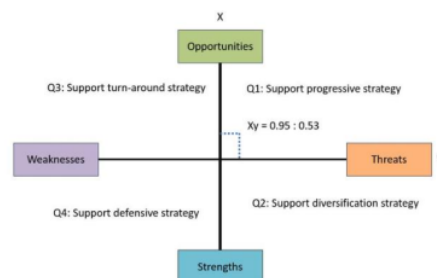 X
Opportunities
Q3: Support turn-around strategy
Q1: Support progressive strategy
Xy = 0.95 : 0.53
Weaknesses
Threats
Q4: Support defensive strategy
Q2: Support diversification strategy
Strengths